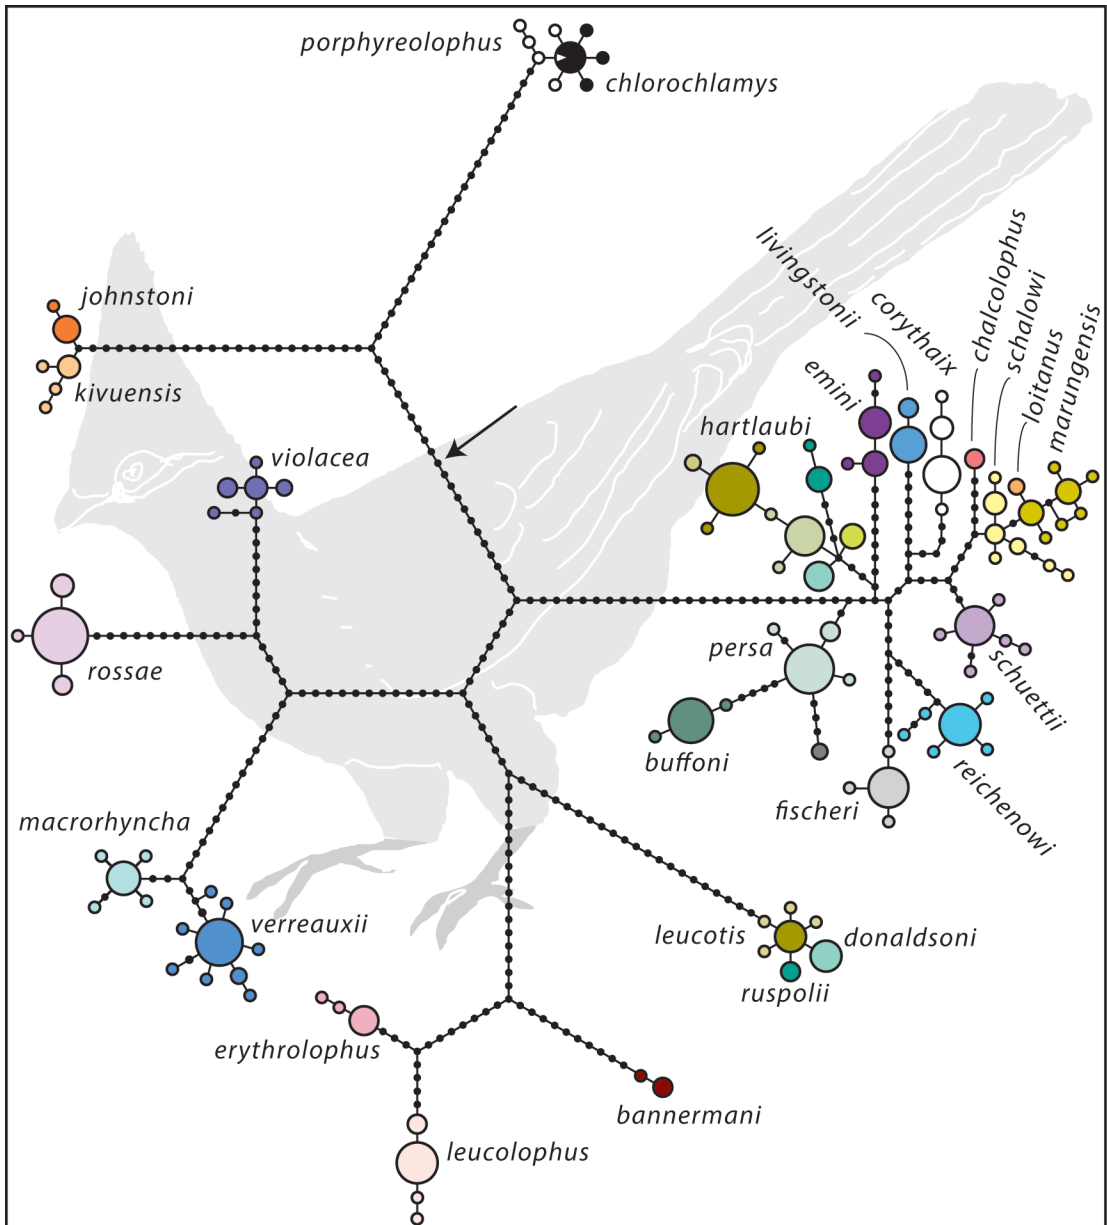 porphyreolophus
chlorochlamys
johnstoni
kivuensis
violacea
rossae
macrorhyncha
verreauxii
erythrolophus
leucolophus
bannermani
leucotis
donaldsoni
ruspolii
hartlaubi
emini
livingstonii
corythaix
chalcolophus
schalowi
loitanus
marungensis
persa
buffoni
fischeri
reichenowi
schuettii